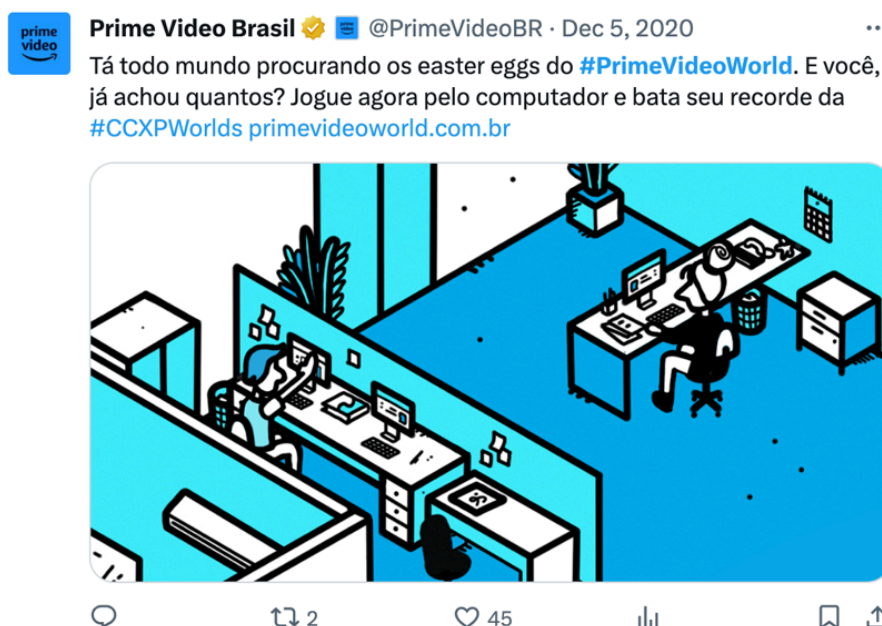 prime
video
Prime Video Brasil @PrimeVideoBR · Dec 5, 2020
Tá todo mundo procurando os easter eggs do #PrimeVideoWorld. E você,
já achou quantos? Jogue agora pelo computador e bata seu recorde da
#CCXPWorlds primevideoworld.com.br
2
45